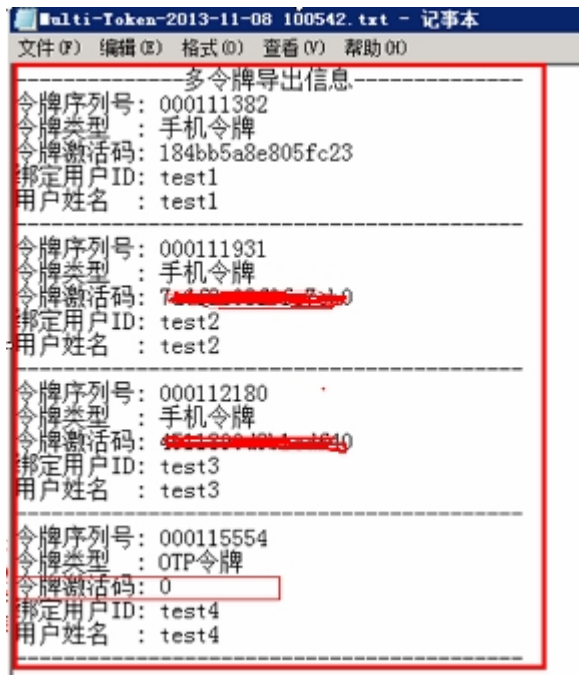 Multi-Token-2013-11-08 100542.txt - 记事本
文件(F) 编辑(E) 格式(O) 查看(V) 帮助(H)
-----------------多令牌导出信息-----------------
令牌序列号: 000111382
令牌类型 : 手机令牌
令牌激活码: 184bb5a8e805fc23
绑定用户ID: test1
用户姓名 : test1
--------------------------------------------------
令牌序列号: 000111931
令牌类型 : 手机令牌
令牌激活码:
绑定用户ID: test2
用户姓名 : test2
--------------------------------------------------
令牌序列号: 000112180
令牌类型 : 手机令牌
令牌激活码:
绑定用户ID: test3
用户姓名 : test3
--------------------------------------------------
令牌序列号: 000115554
令牌类型 : OTP令牌
令牌激活码: 0
绑定用户ID: test4
用户姓名 : test4
--------------------------------------------------